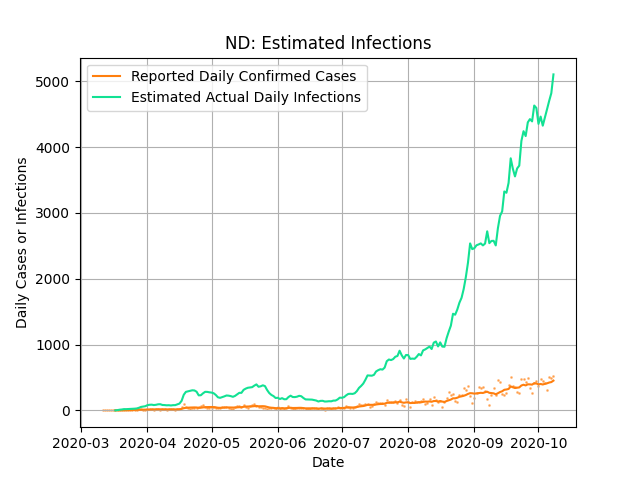 ND: Estimated Infections
Reported Daily Confirmed Cases
Estimated Actual Daily Infections
Daily Cases or Infections
5000
4000
3000
2000
1000
0
2020-03 2020-04 2020-05 2020-06 2020-07 2020-08 2020-09 2020-10
Date